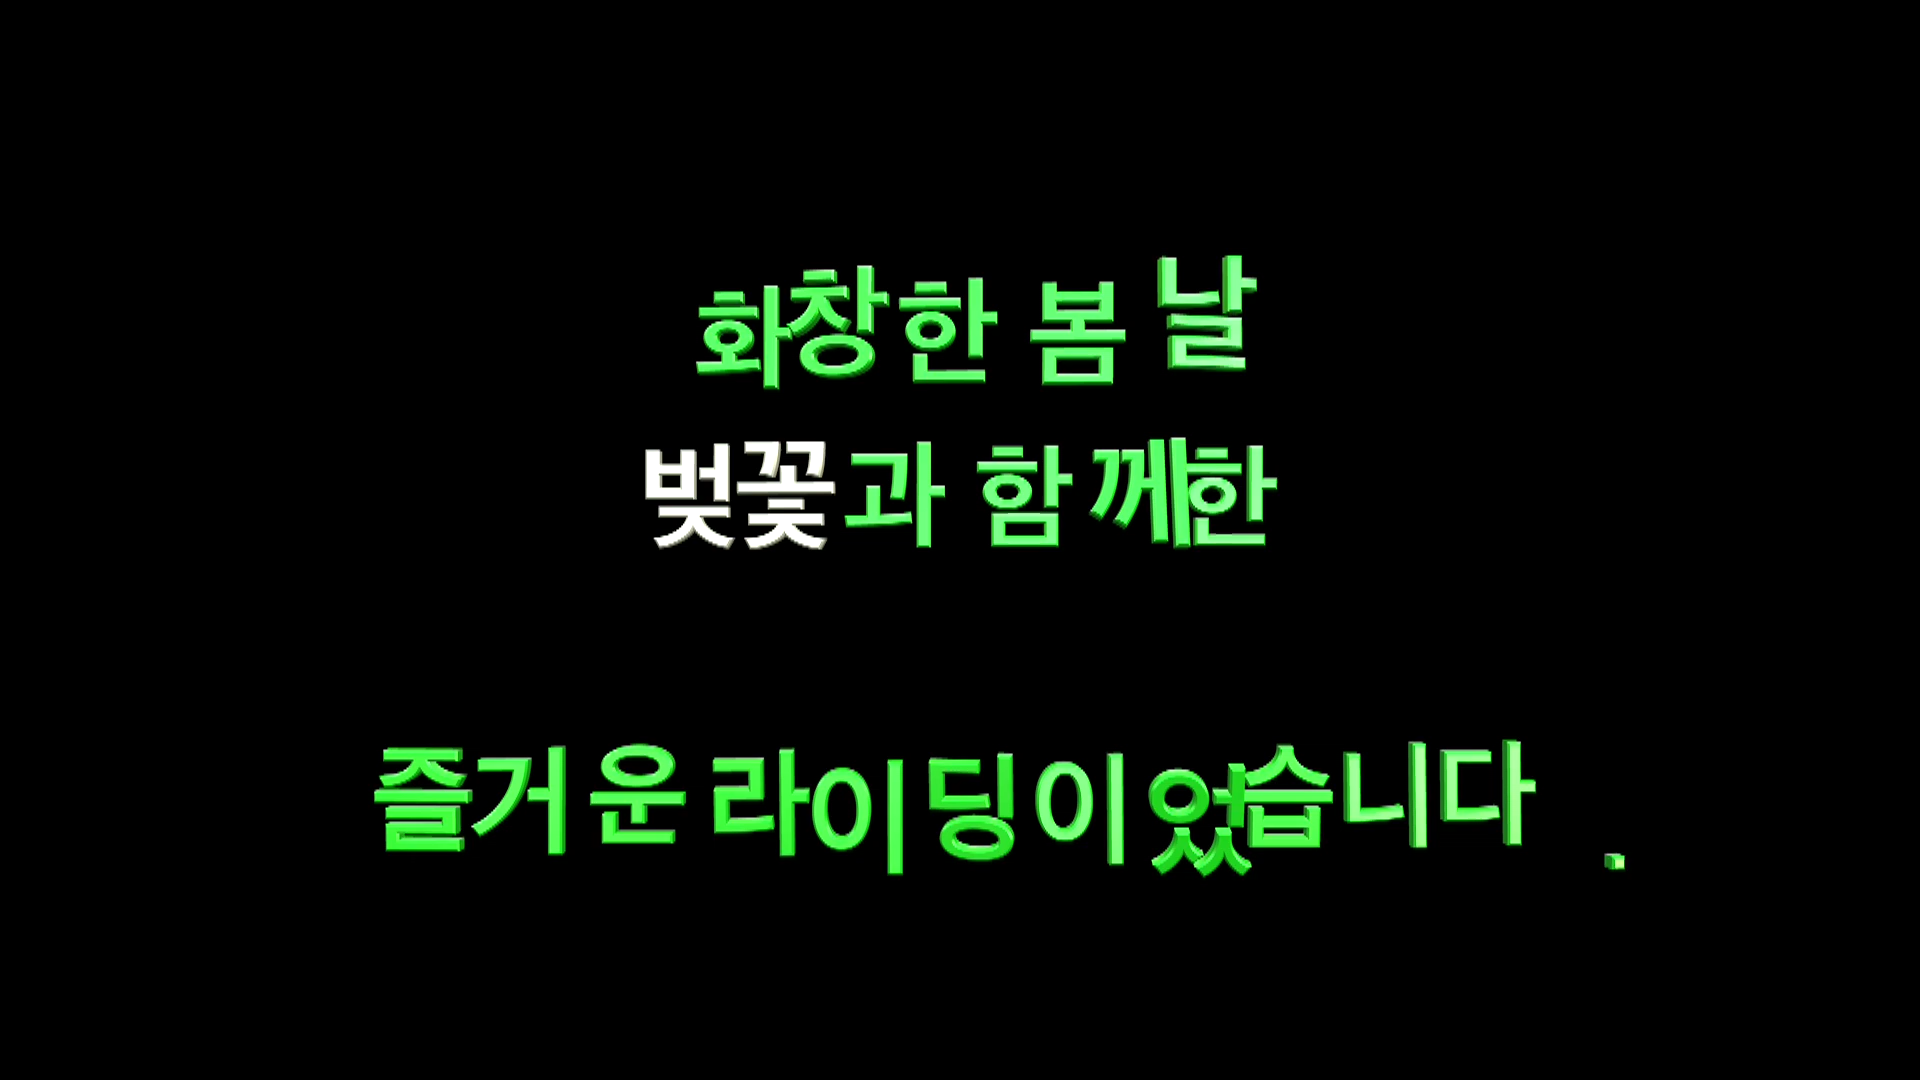 화창한 봄 날
벚꽃과 함께한
즐거운 라이딩이었습니다.